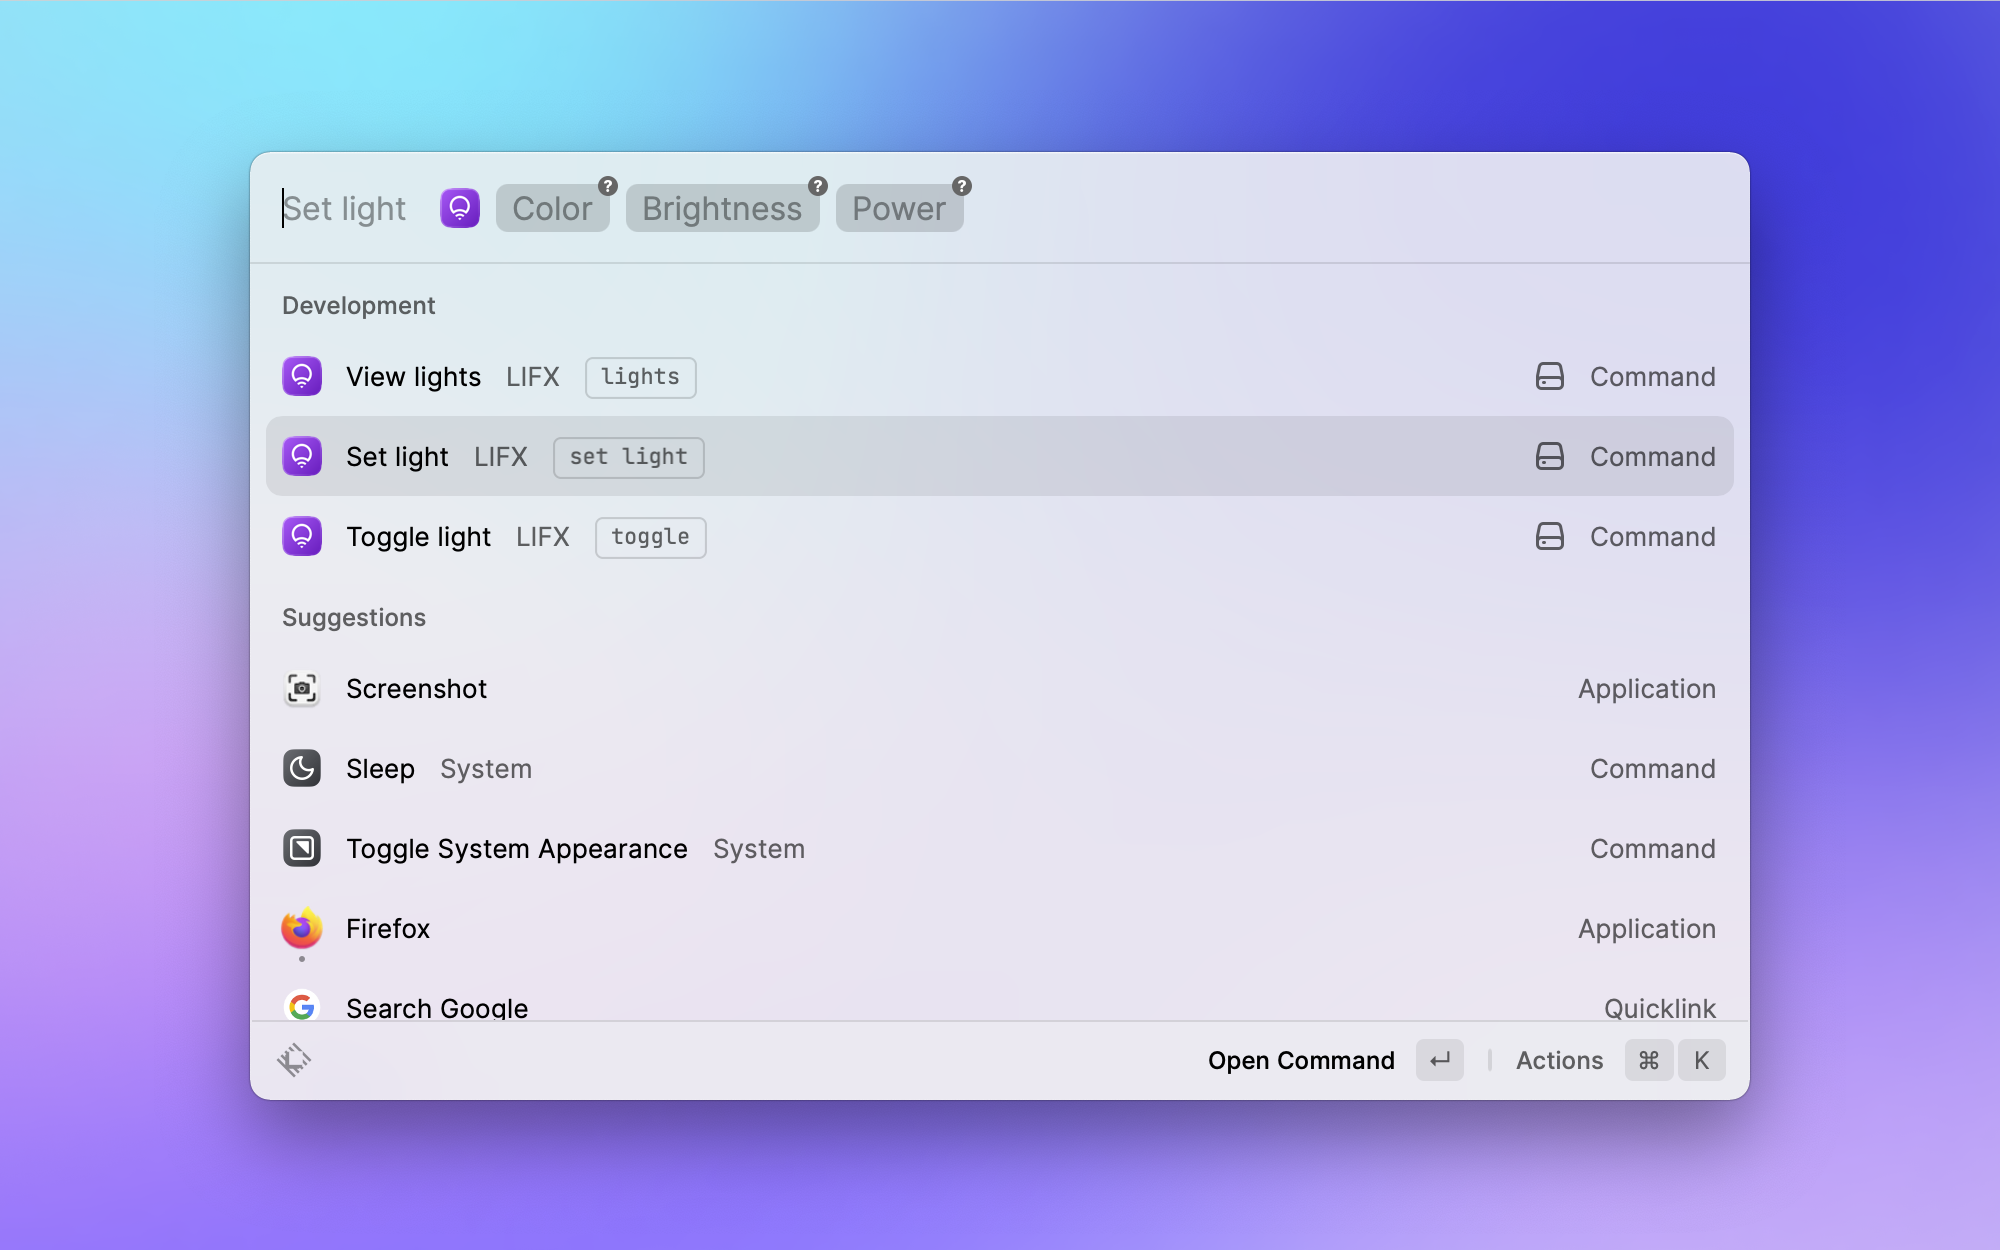 Set light Color ? Brightness ? Power ?
Development
View lights LIFX lights Command
Set light LIFX set light Command
Toggle light LIFX toggle Command
Suggestions
Screenshot Application
Sleep System Command
Toggle System Appearance System Command
Firefox Application
Search Google Quicklink
Open Command ↵ Actions ⌘ K